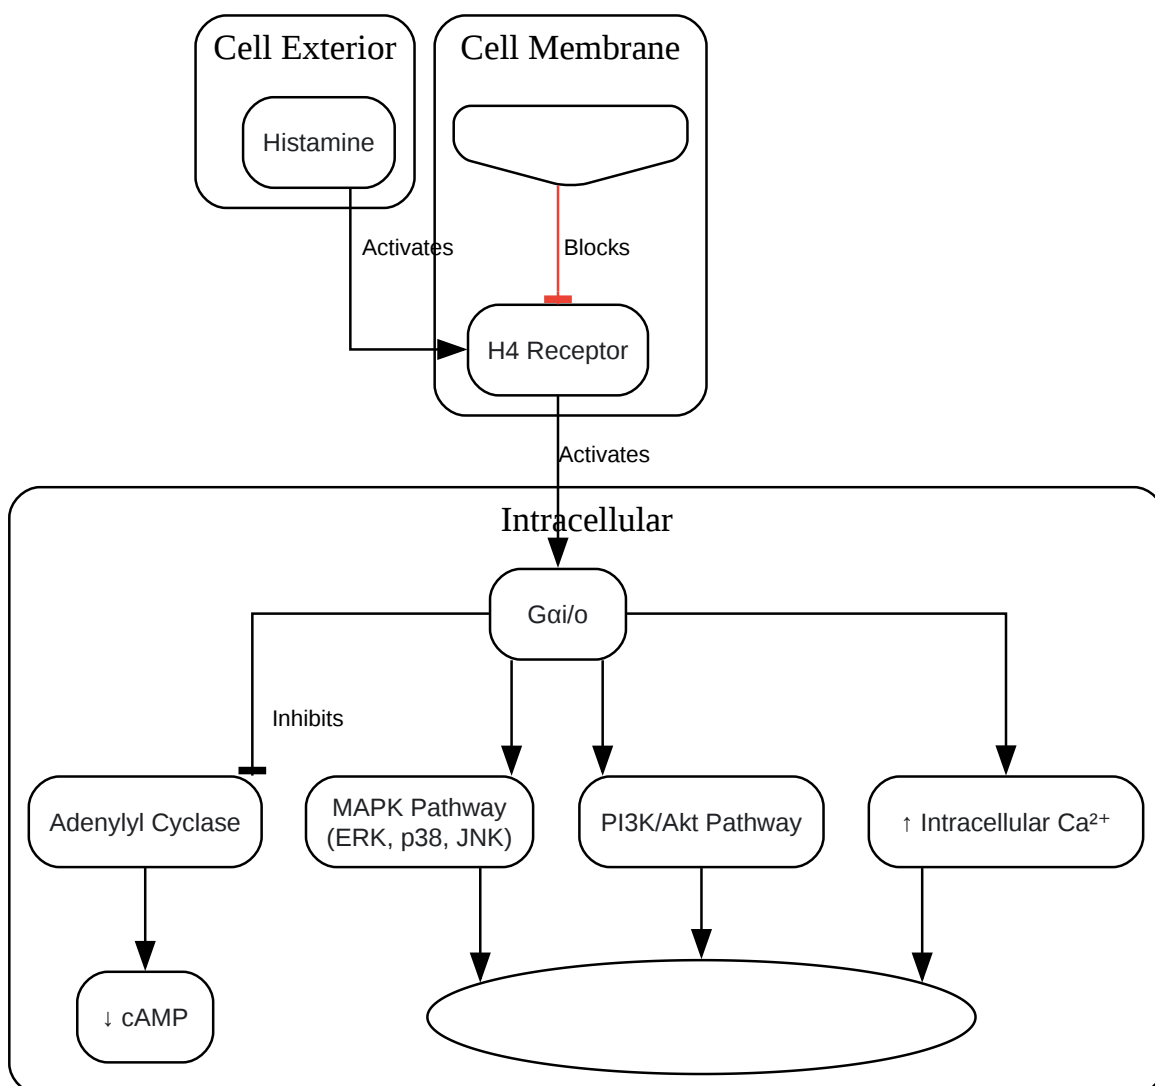 Cell Exterior
Cell Membrane
Histamine
Activates
Blocks
H4 Receptor
Activates
Intracellular
Gαi/o
Inhibits
Adenylyl Cyclase
MAPK Pathway
(ERK, p38, JNK)
PI3K/Akt Pathway
↑ Intracellular Ca²⁺
↓ cAMP